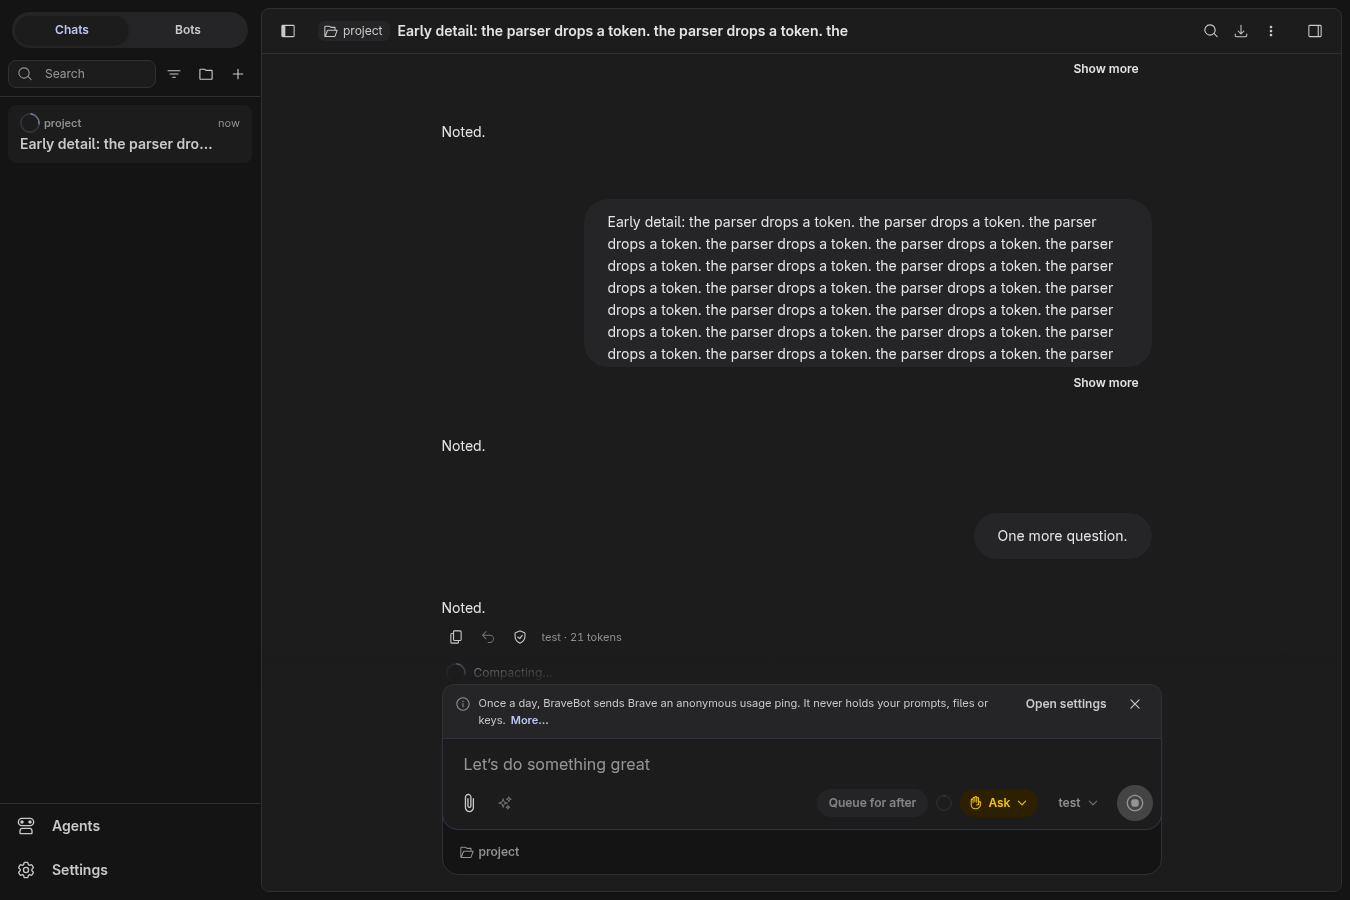 Chats
Bots
Search
project
now
Early detail: the parser dro...
Agents
Settings
project
Early detail: the parser drops a token. the parser drops a token. the
Show more
Noted.
Early detail: the parser drops a token. the parser drops a token. the parser
drops a token. the parser drops a token. the parser drops a token. the parser
drops a token. the parser drops a token. the parser drops a token. the parser
drops a token. the parser drops a token. the parser drops a token. the parser
drops a token. the parser drops a token. the parser drops a token. the parser
drops a token. the parser drops a token. the parser drops a token. the parser
drops a token. the parser drops a token. the parser drops a token. the parser
Show more
Noted.
One more question.
Noted.
test · 21 tokens
Compacting...
Once a day, BraveBot sends Brave an anonymous usage ping. It never holds your prompts, files or
keys. More...
Open settings
Let's do something great
Queue for after
Ask
test
project